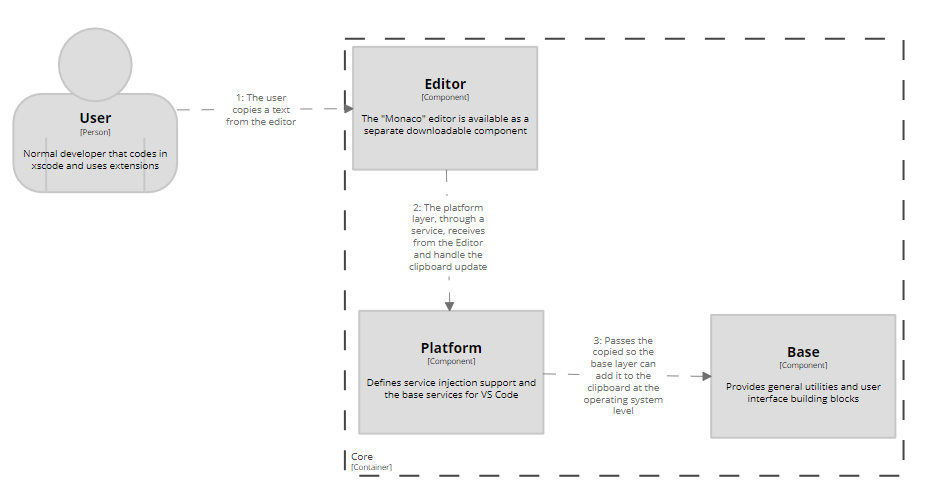 User
[Person]
Normal developer that codes in
xscode and uses extensions
1: The user
copies a text
from the editor
Editor
[Component]
The "Monaco" editor is available as a
separate downloadable component
2: The platform
layer, through a
service, receives
from the Editor
and handle the
clipboard update
Platform
[Component]
Defines service injection support and
the base services for VS Code
3: Passes the
copied so the
base layer can
add it to the
clipboard at the
operating system
level
Base
[Component]
Provides general utilities and user
interface building blocks
Core
[Container]